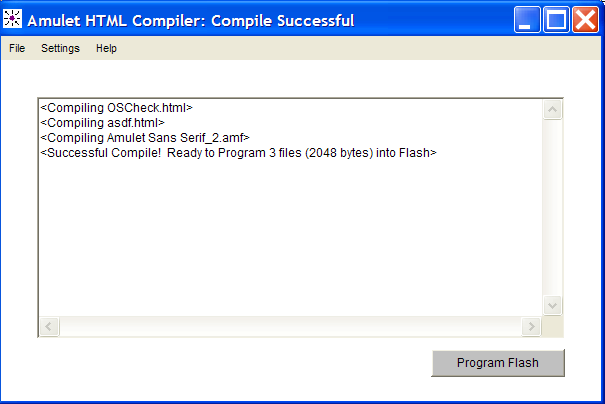 Amulet HTML Compiler: Compile Successful
File Settings Help
<Compiling OSCheck.html>
<Compiling asdf.html>
<Compiling Amulet Sans Serif_2.amf>
<Successful Compile!  Ready to Program 3 files (2048 bytes) into Flash>
Program Flash